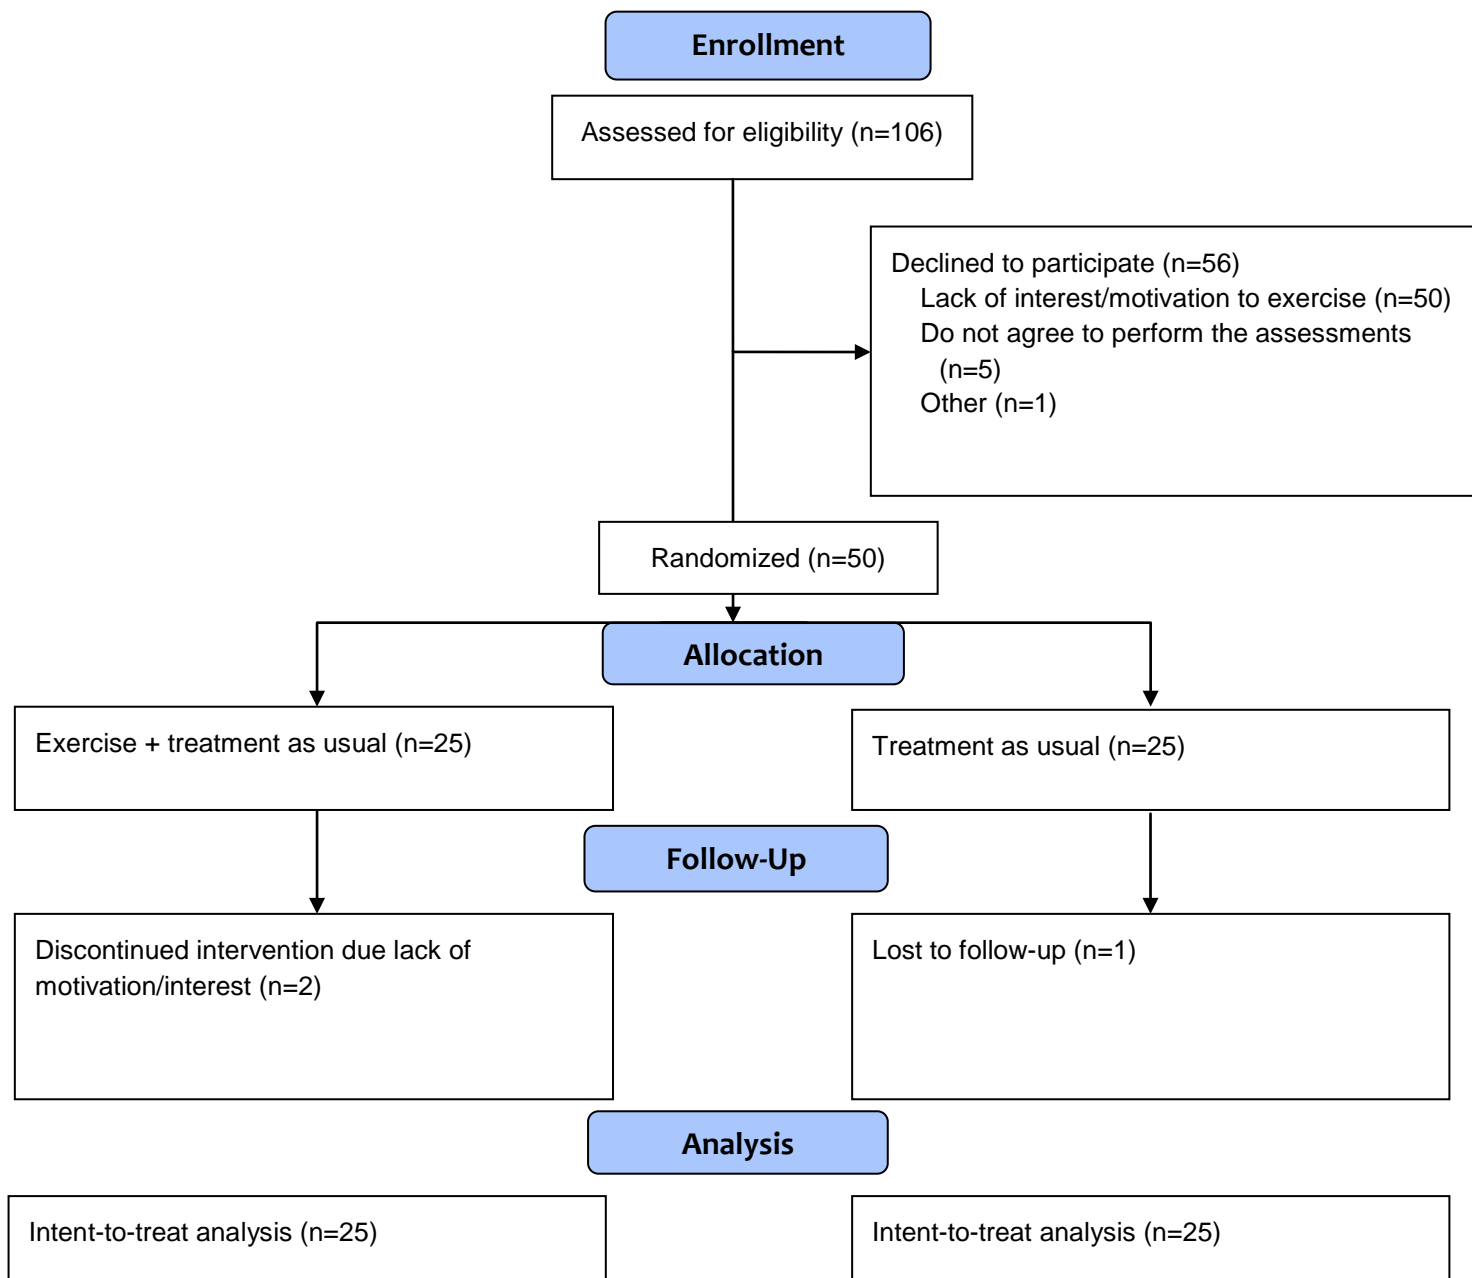 Enrollment
Assessed for eligibility (n=106)
Declined to participate (n=56)
Lack of interest/motivation to exercise (n=50)
Do not agree to perform the assessments
(n=5)
Other (n=1)
Randomized (n=50)
Allocation
Exercise + treatment as usual (n=25)
Treatment as usual (n=25)
Follow-Up
Discontinued intervention due lack of
motivation/interest (n=2)
Lost to follow-up (n=1)
Analysis
Intent-to-treat analysis (n=25)
Intent-to-treat analysis (n=25)